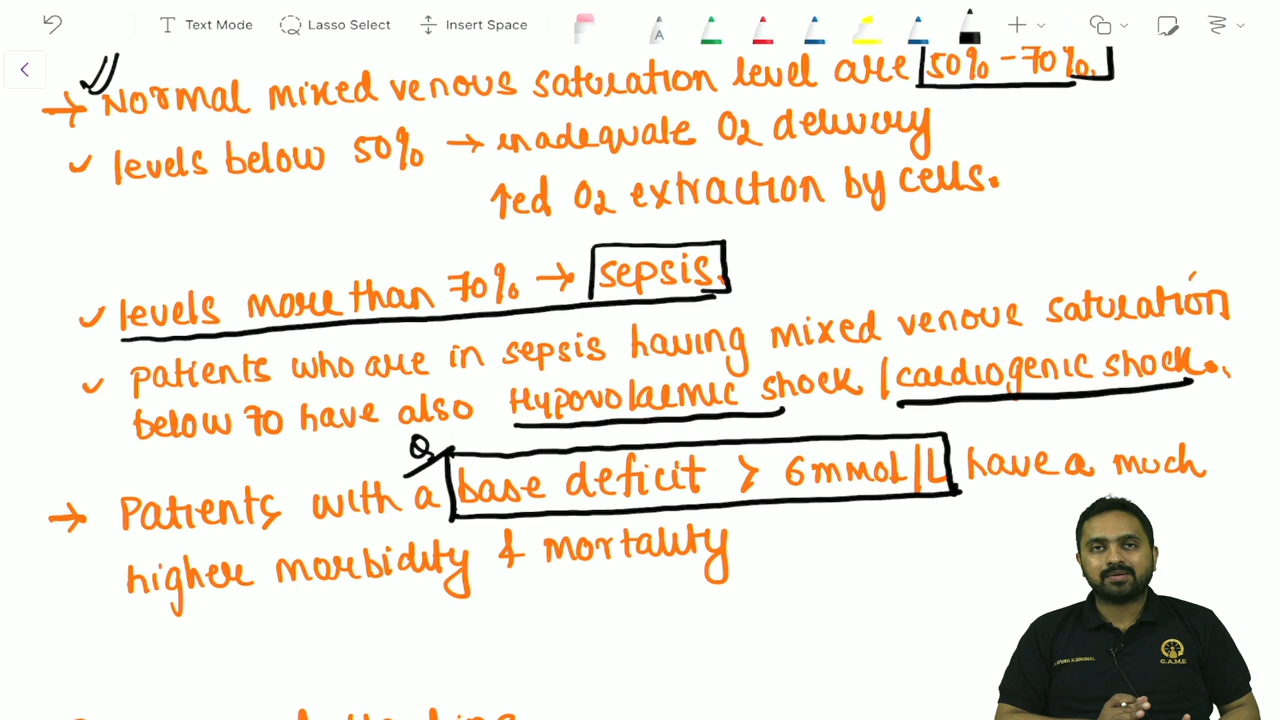 Text Mode Lasso Select Insert Space
→ Normal mixed venous saturation level are 50% - 70%.
✓ levels below 50% → inadequate O2 delivery
↑ed O2 extraction by cells.
✓ levels more than 70% → sepsis.
✓ patients who are in sepsis having mixed venous saturation
below 70 have also Hypovolaemic shock / cardiogenic shock.
Q
→ Patients with a base deficit > 6mmol/L have a much
higher morbidity & mortality
G.A.M.E